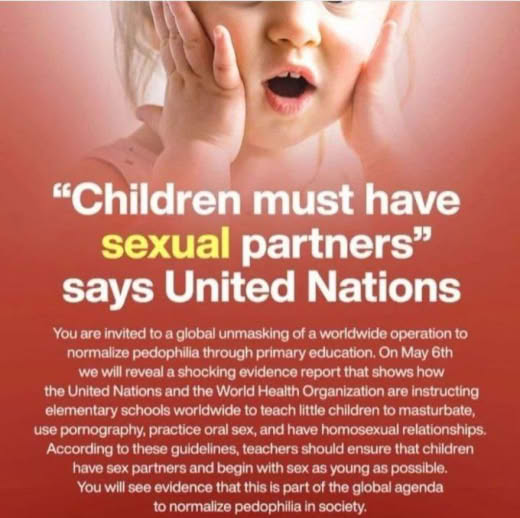 “Children must have
sexual partners”
says United Nations
You are invited to a global unmasking of a worldwide operation to
normalize pedophilia through primary education. On May 6th
we will reveal a shocking evidence report that shows how
the United Nations and the World Health Organization are instructing
elementary schools worldwide to teach little children to masturbate,
use pornography, practice oral sex, and have homosexual relationships.
According to these guidelines, teachers should ensure that children
have sex partners and begin with sex as young as possible.
You will see evidence that this is part of the global agenda
to normalize pedophilia in society.